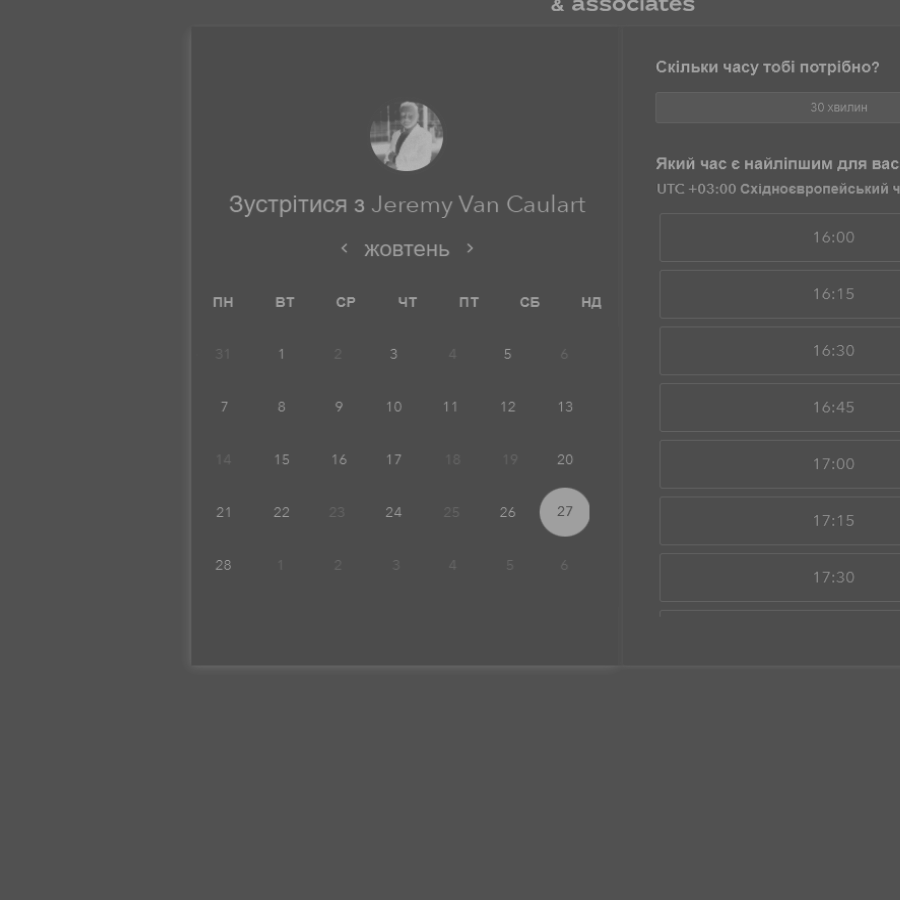 & associates
Зустрітися з Jeremy Van Caulart
жовтень
ПН ВТ СР ЧТ ПТ СБ НД
31 1 2 3 4 5 6
7 8 9 10 11 12 13
14 15 16 17 18 19 20
21 22 23 24 25 26 27
28 1 2 3 4 5 6
Скільки часу тобі потрібно?
30 хвилин
Який час є найліпшим для вас
UTC +03:00 Східноєвропейський ч
16:00
16:15
16:30
16:45
17:00
17:15
17:30